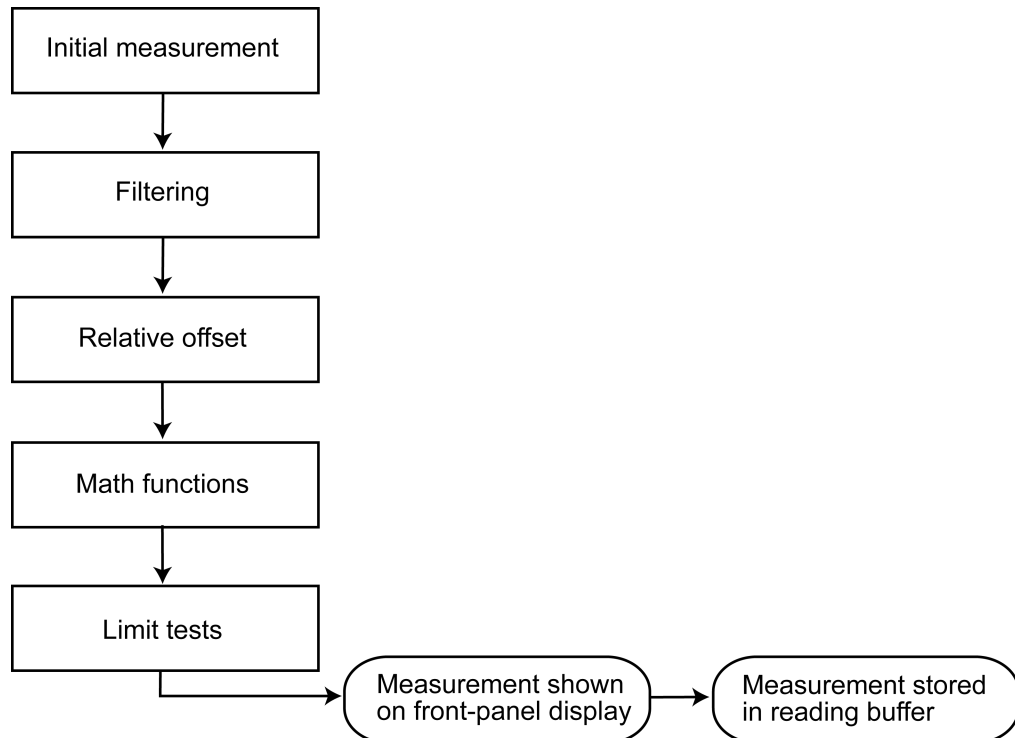 Initial measurement
Filtering
Relative offset
Math functions
Limit tests
Measurement shown
on front-panel display
Measurement stored
in reading buffer